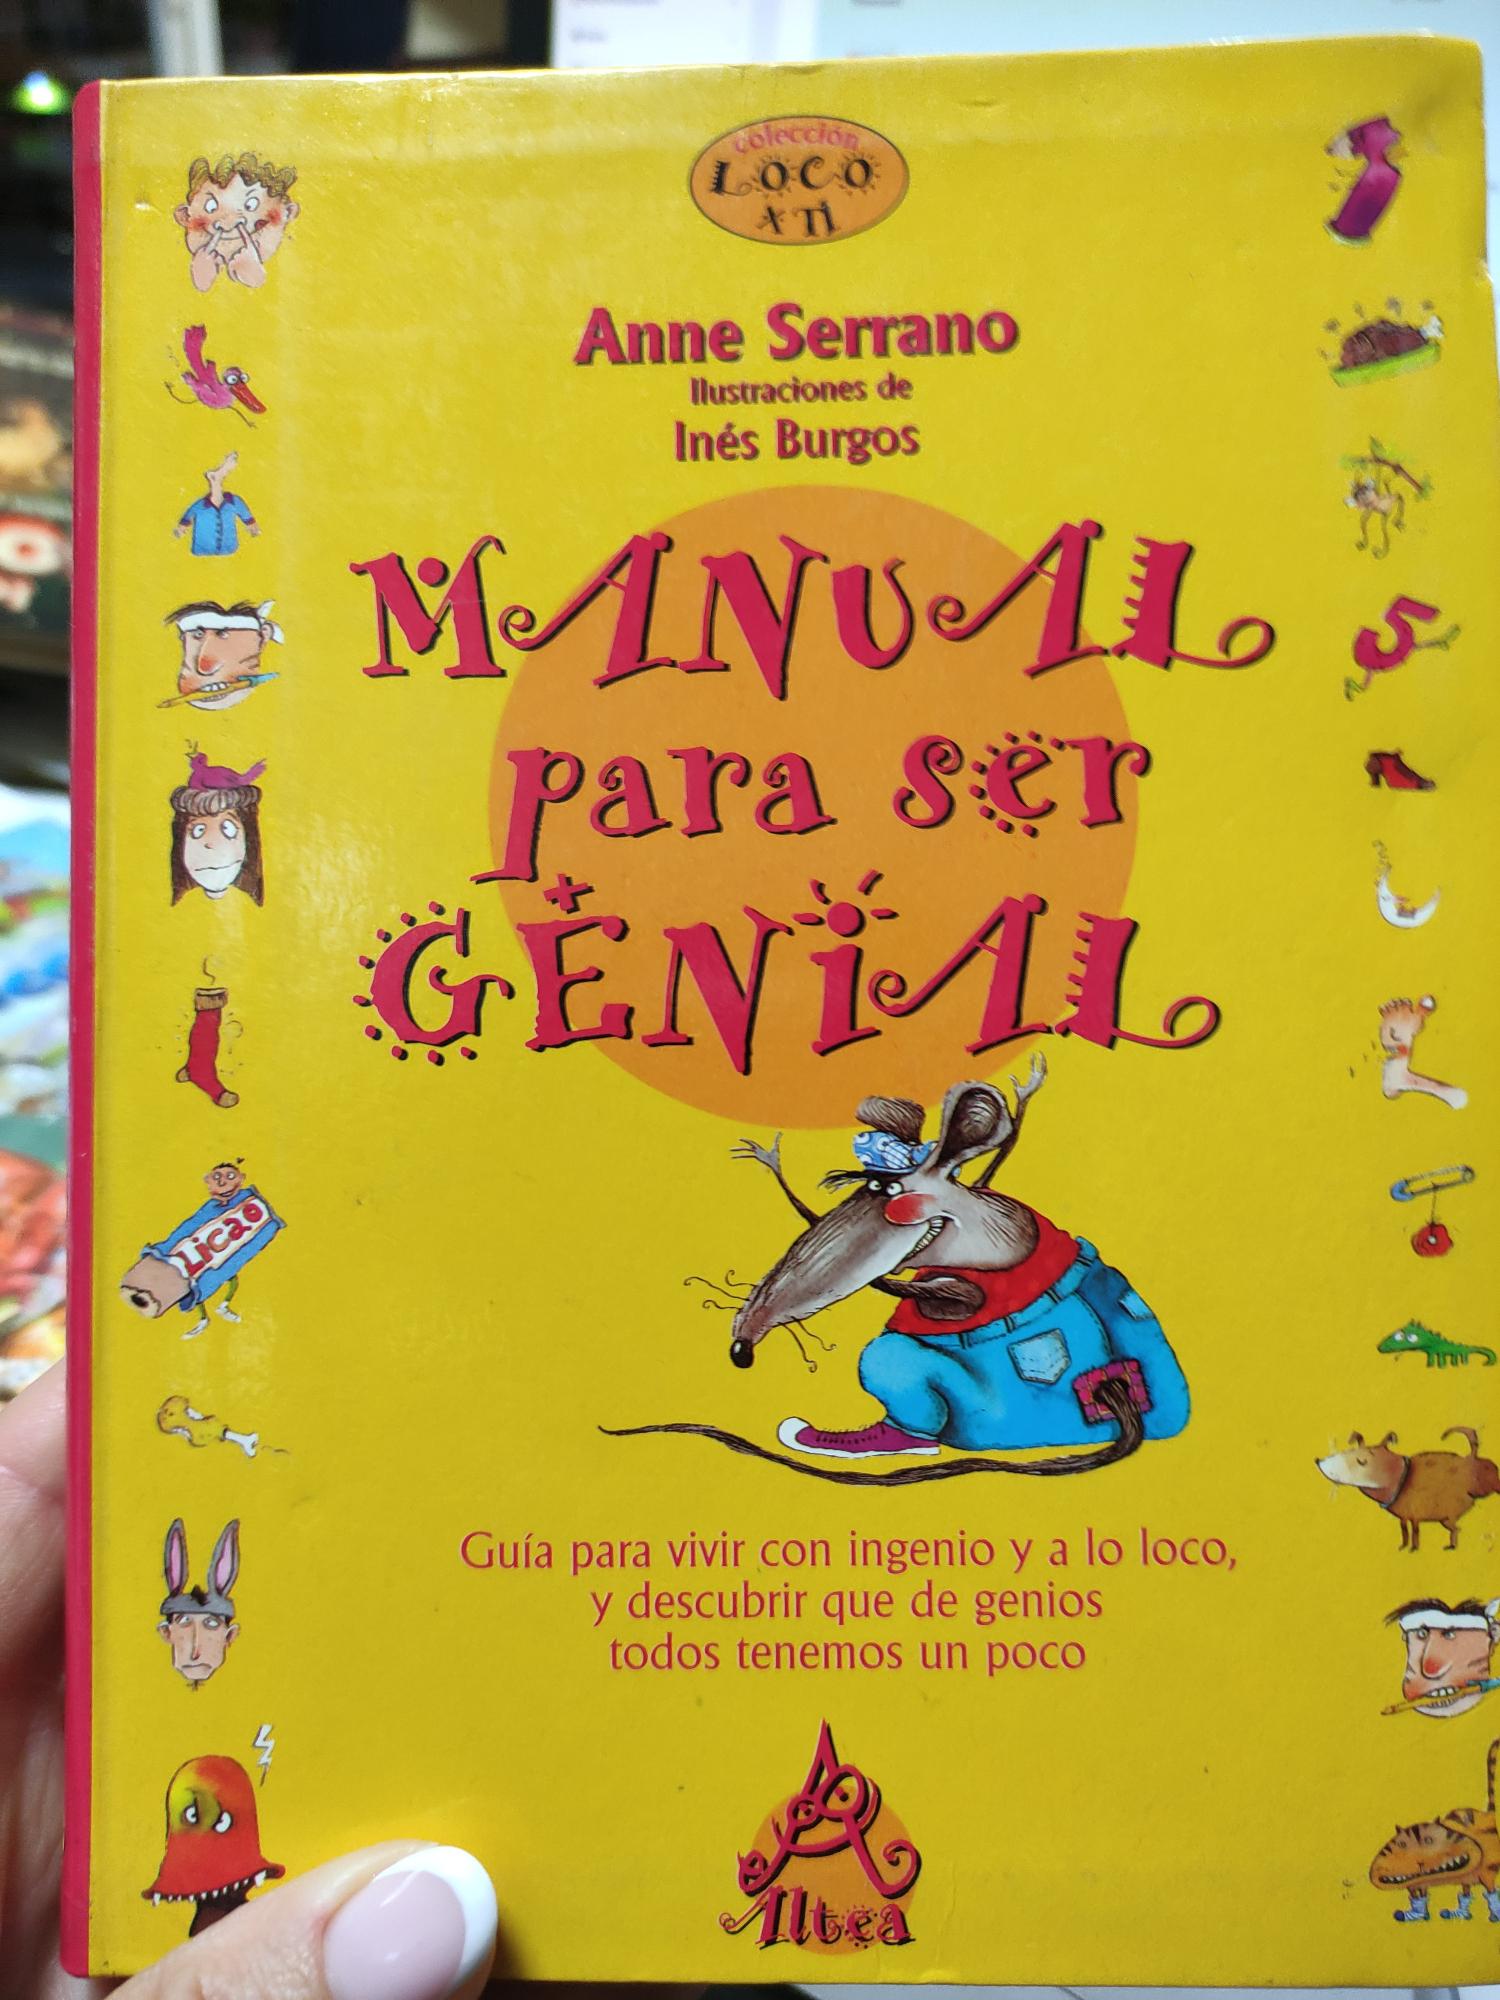 colección
LOCO
X TI
Anne Serrano
Ilustraciones de
Inés Burgos
MANUAL
para ser
GENIAL
Licao
5
Guía para vivir con ingenio y a lo loco,
y descubrir que de genios
todos tenemos un poco
Altea